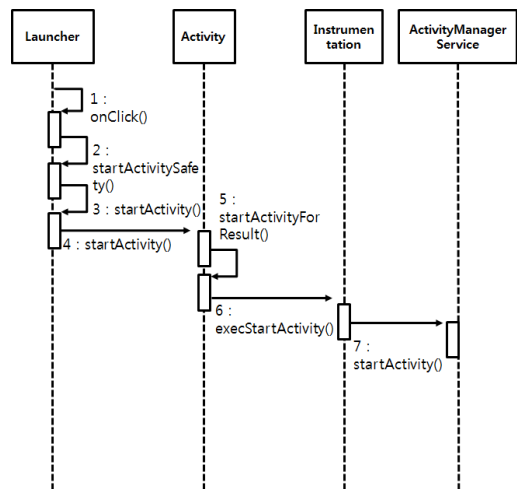 Launcher
Activity
Instrumen
tation
ActivityManager
Service
1 :
onClick()
2 :
startActivitySafe
ty()
3 : startActivity()
4 : startActivity()
5 :
startActivityFor
Result()
6 :
execStartActivity()
7 :
startActivity()